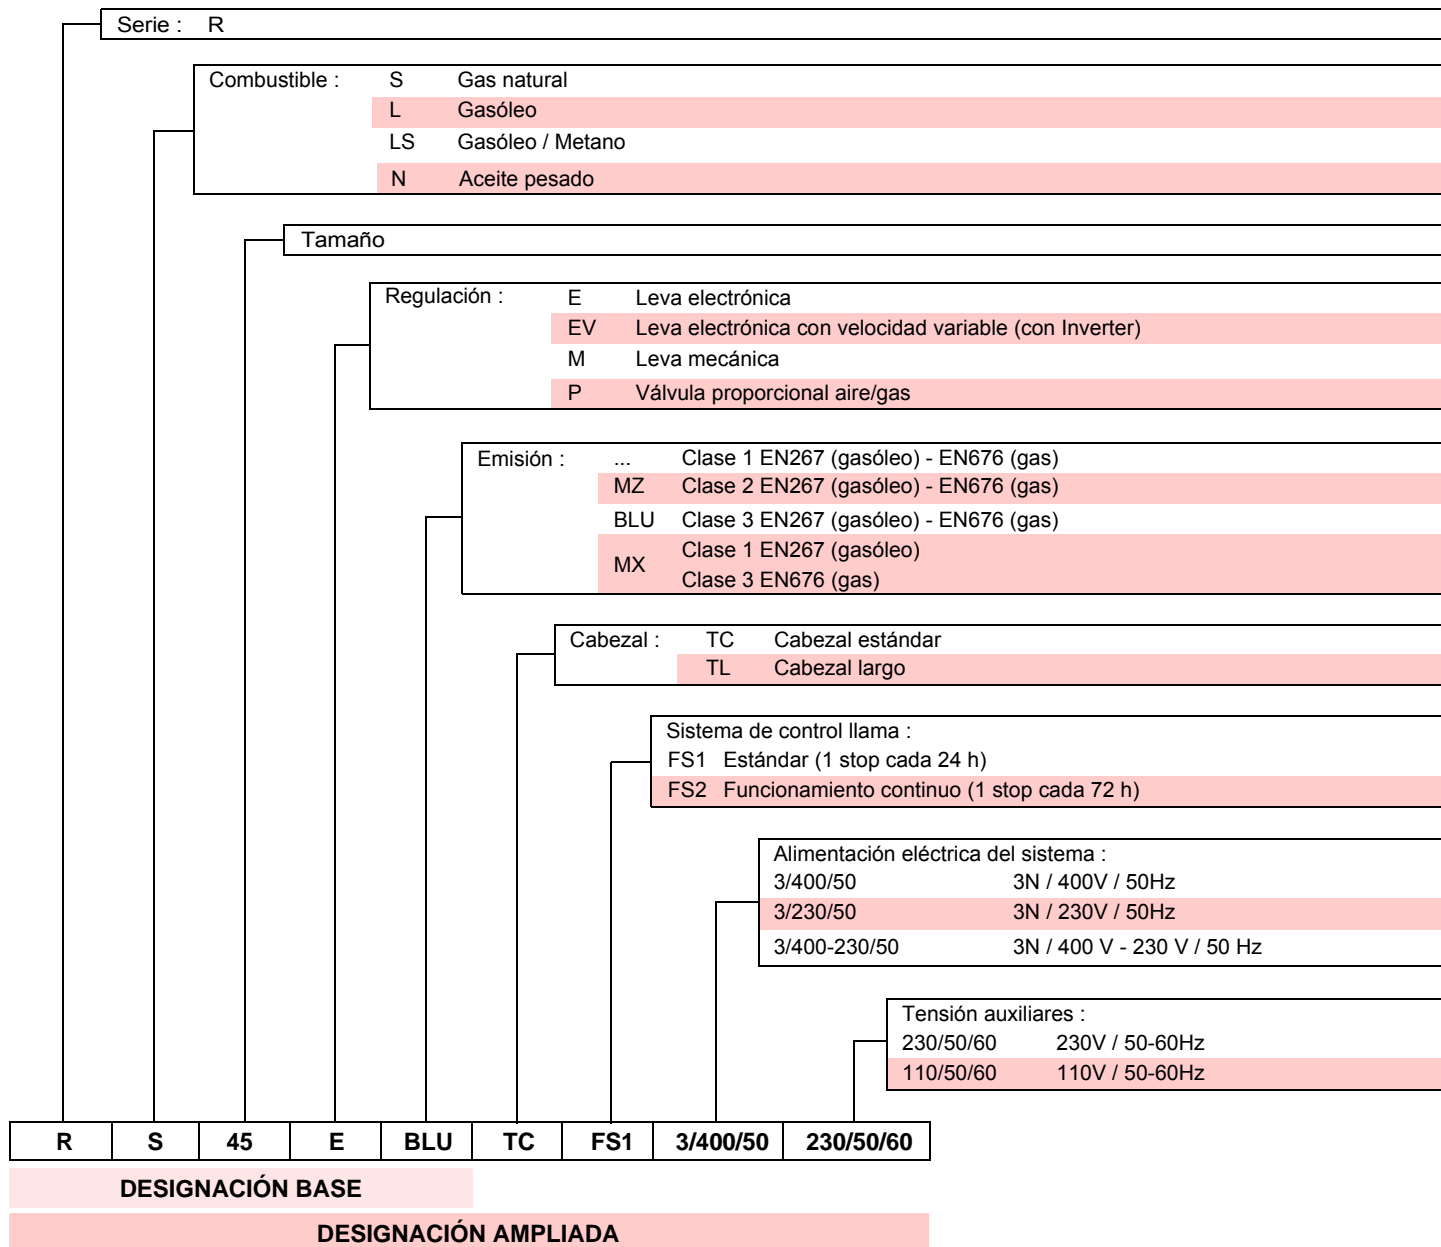 Serie : R
Combustible : S Gas natural
L Gasóleo
LS Gasóleo / Metano
N Aceite pesado
Tamaño
Regulación : E Leva electrónica
EV Leva electrónica con velocidad variable (con Inverter)
M Leva mecánica
P Válvula proporcional aire/gas
Emisión : ... Clase 1 EN267 (gasóleo) - EN676 (gas)
MZ Clase 2 EN267 (gasóleo) - EN676 (gas)
BLU Clase 3 EN267 (gasóleo) - EN676 (gas)
MX Clase 1 EN267 (gasóleo)
Clase 3 EN676 (gas)
Cabezal : TC Cabezal estándar
TL Cabezal largo
Sistema de control llama :
FS1 Estándar (1 stop cada 24 h)
FS2 Funcionamiento continuo (1 stop cada 72 h)
Alimentación eléctrica del sistema :
3/400/50 3N / 400V / 50Hz
3/230/50 3N / 230V / 50Hz
3/400-230/50 3N / 400 V - 230 V / 50 Hz
Tensión auxiliares :
230/50/60 230V / 50-60Hz
110/50/60 110V / 50-60Hz
R S 45 E BLU TC FS1 3/400/50 230/50/60
DESIGNACIÓN BASE
DESIGNACIÓN AMPLIADA